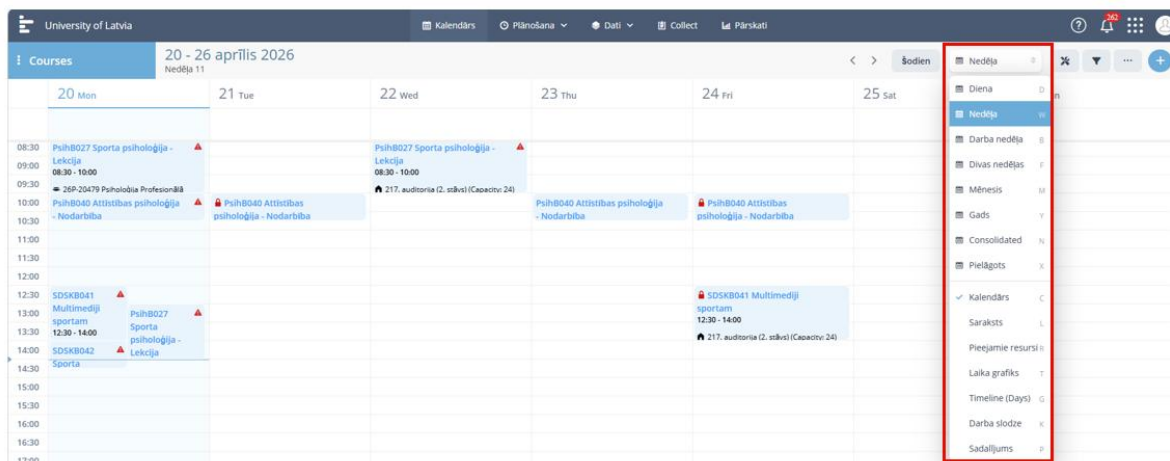 University of Latvia
Kalendārs
Plānošana
Dati
Collect
Pārskati
262
Courses
20 - 26 aprīlis 2026
Nedēļa 11
Šodien
Nedēļa
20 Mon
21 Tue
22 Wed
23 Thu
24 Fri
25 Sat
08:30
09:00
09:30
10:00
10:30
11:00
11:30
12:00
12:30
13:00
13:30
14:00
14:30
15:00
15:30
16:00
16:30
17:00
PsihB027 Sporta psiholoģija -
Lekcija
08:30 - 10:00
26P-20479 Psiholoģija Profesionālā
PsihB040 Attīstības psiholoģija
- Nodarbība
SDSKB041
Multimediji
sportam
12:30 - 14:00
SDSKB042
Sporta
PsihB027
Sporta
psiholoģija -
Lekcija
PsihB040 Attīstības
psiholoģija - Nodarbība
PsihB027 Sporta psiholoģija -
Lekcija
08:30 - 10:00
217. auditorija (2. stāvs) (Capacity: 24)
PsihB040 Attīstības psiholoģija
- Nodarbība
PsihB040 Attīstības
psiholoģija - Nodarbība
SDSKB041 Multimediji
sportam
12:30 - 14:00
217. auditorija (2. stāvs) (Capacity: 24)
Diena D
Nedēļa W
Darba nedēļa B
Divas nedēļas F
Mēnesis M
Gads Y
Consolidated N
Pielāgots X
Kalendārs C
Saraksts L
Pieejamie resursi R
Laika grafiks T
Timeline (Days) G
Darba slodze K
Sadalījums P